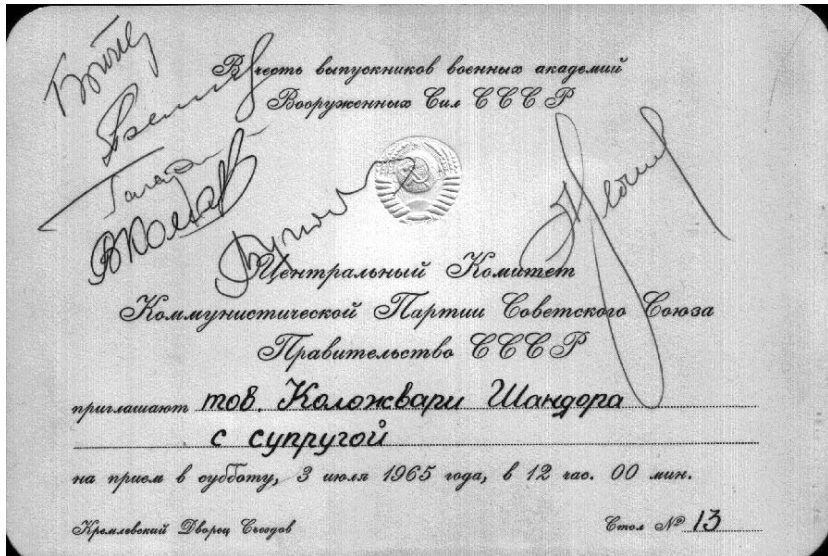 В честь выпускников военных академий
Вооруженных Сил СССР
Центральный Комитет
Коммунистической Партии Советского Союза
Правительство СССР
приглашают тов. Коложвари Шандора
с супругой
на прием в субботу, 3 июля 1965 года, в 12 час. 00 мин.
Кремлевский Дворец Съездов
Стол № 13